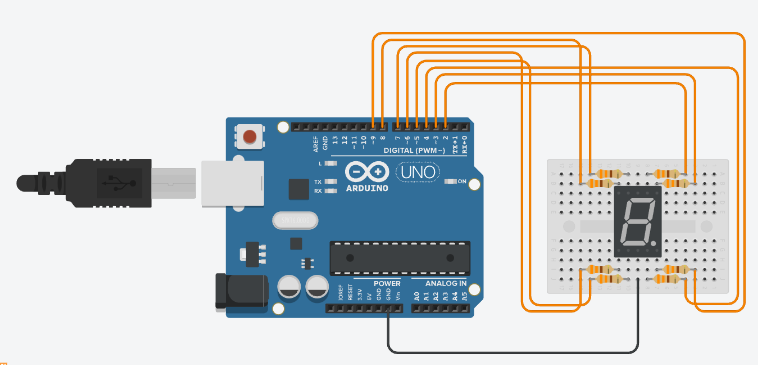 AREF
GND
13
12
~11
~10
~9
8
7
~6
~5
4
~3
2
TX→1
RX←0
DIGITAL (PWM~)
L
TX
RX
ARDUINO
UNO
ON
POWER
ANALOG IN
IOREF
RESET
3.3V
5V
GND
GND
Vin
A0
A1
A2
A3
A4
A5